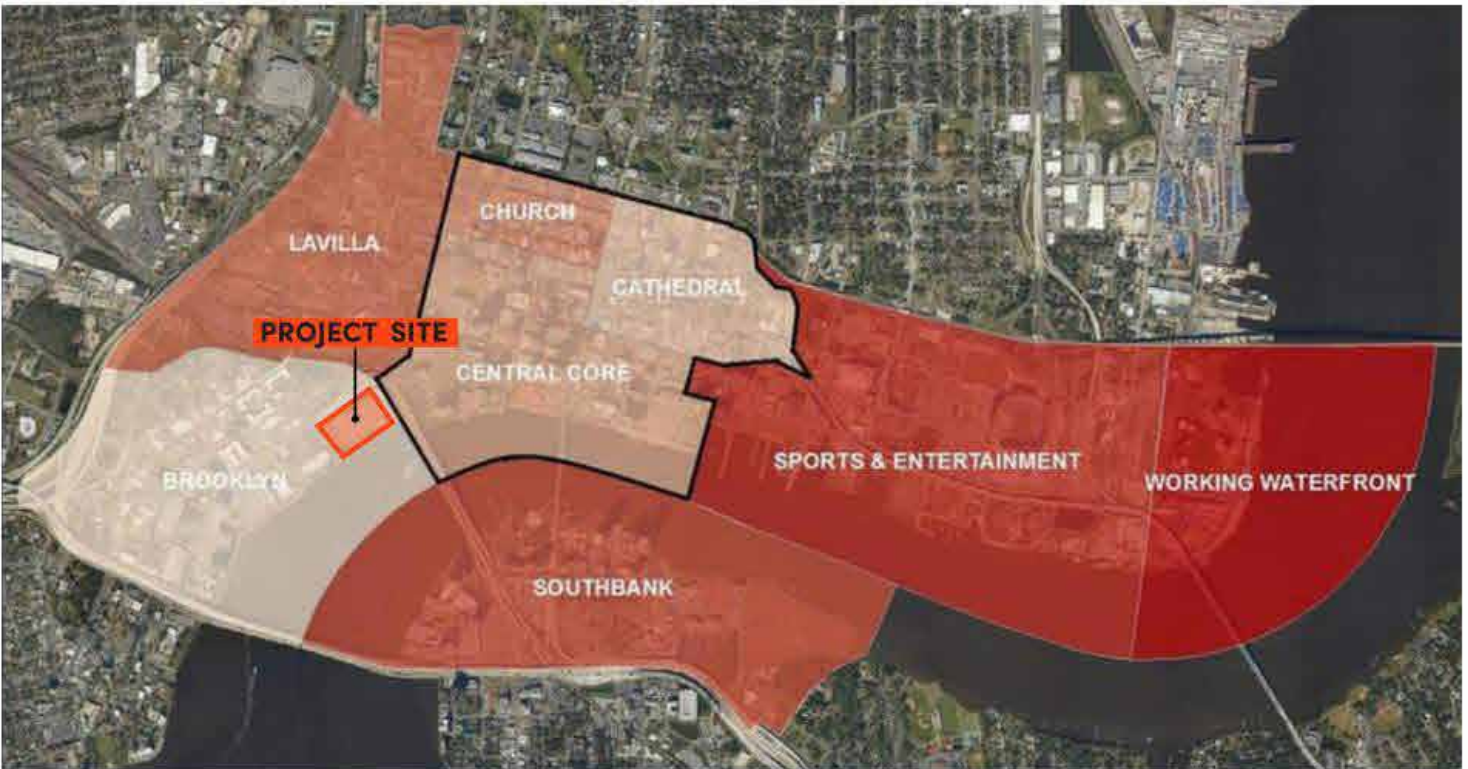 CHURCH
LAVILLA
CATHEDRAL
PROJECT SITE
CENTRAL CORE
SPORTS & ENTERTAINMENT
BROOKLYN
WORKING WATERFRONT
SOUTHBANK